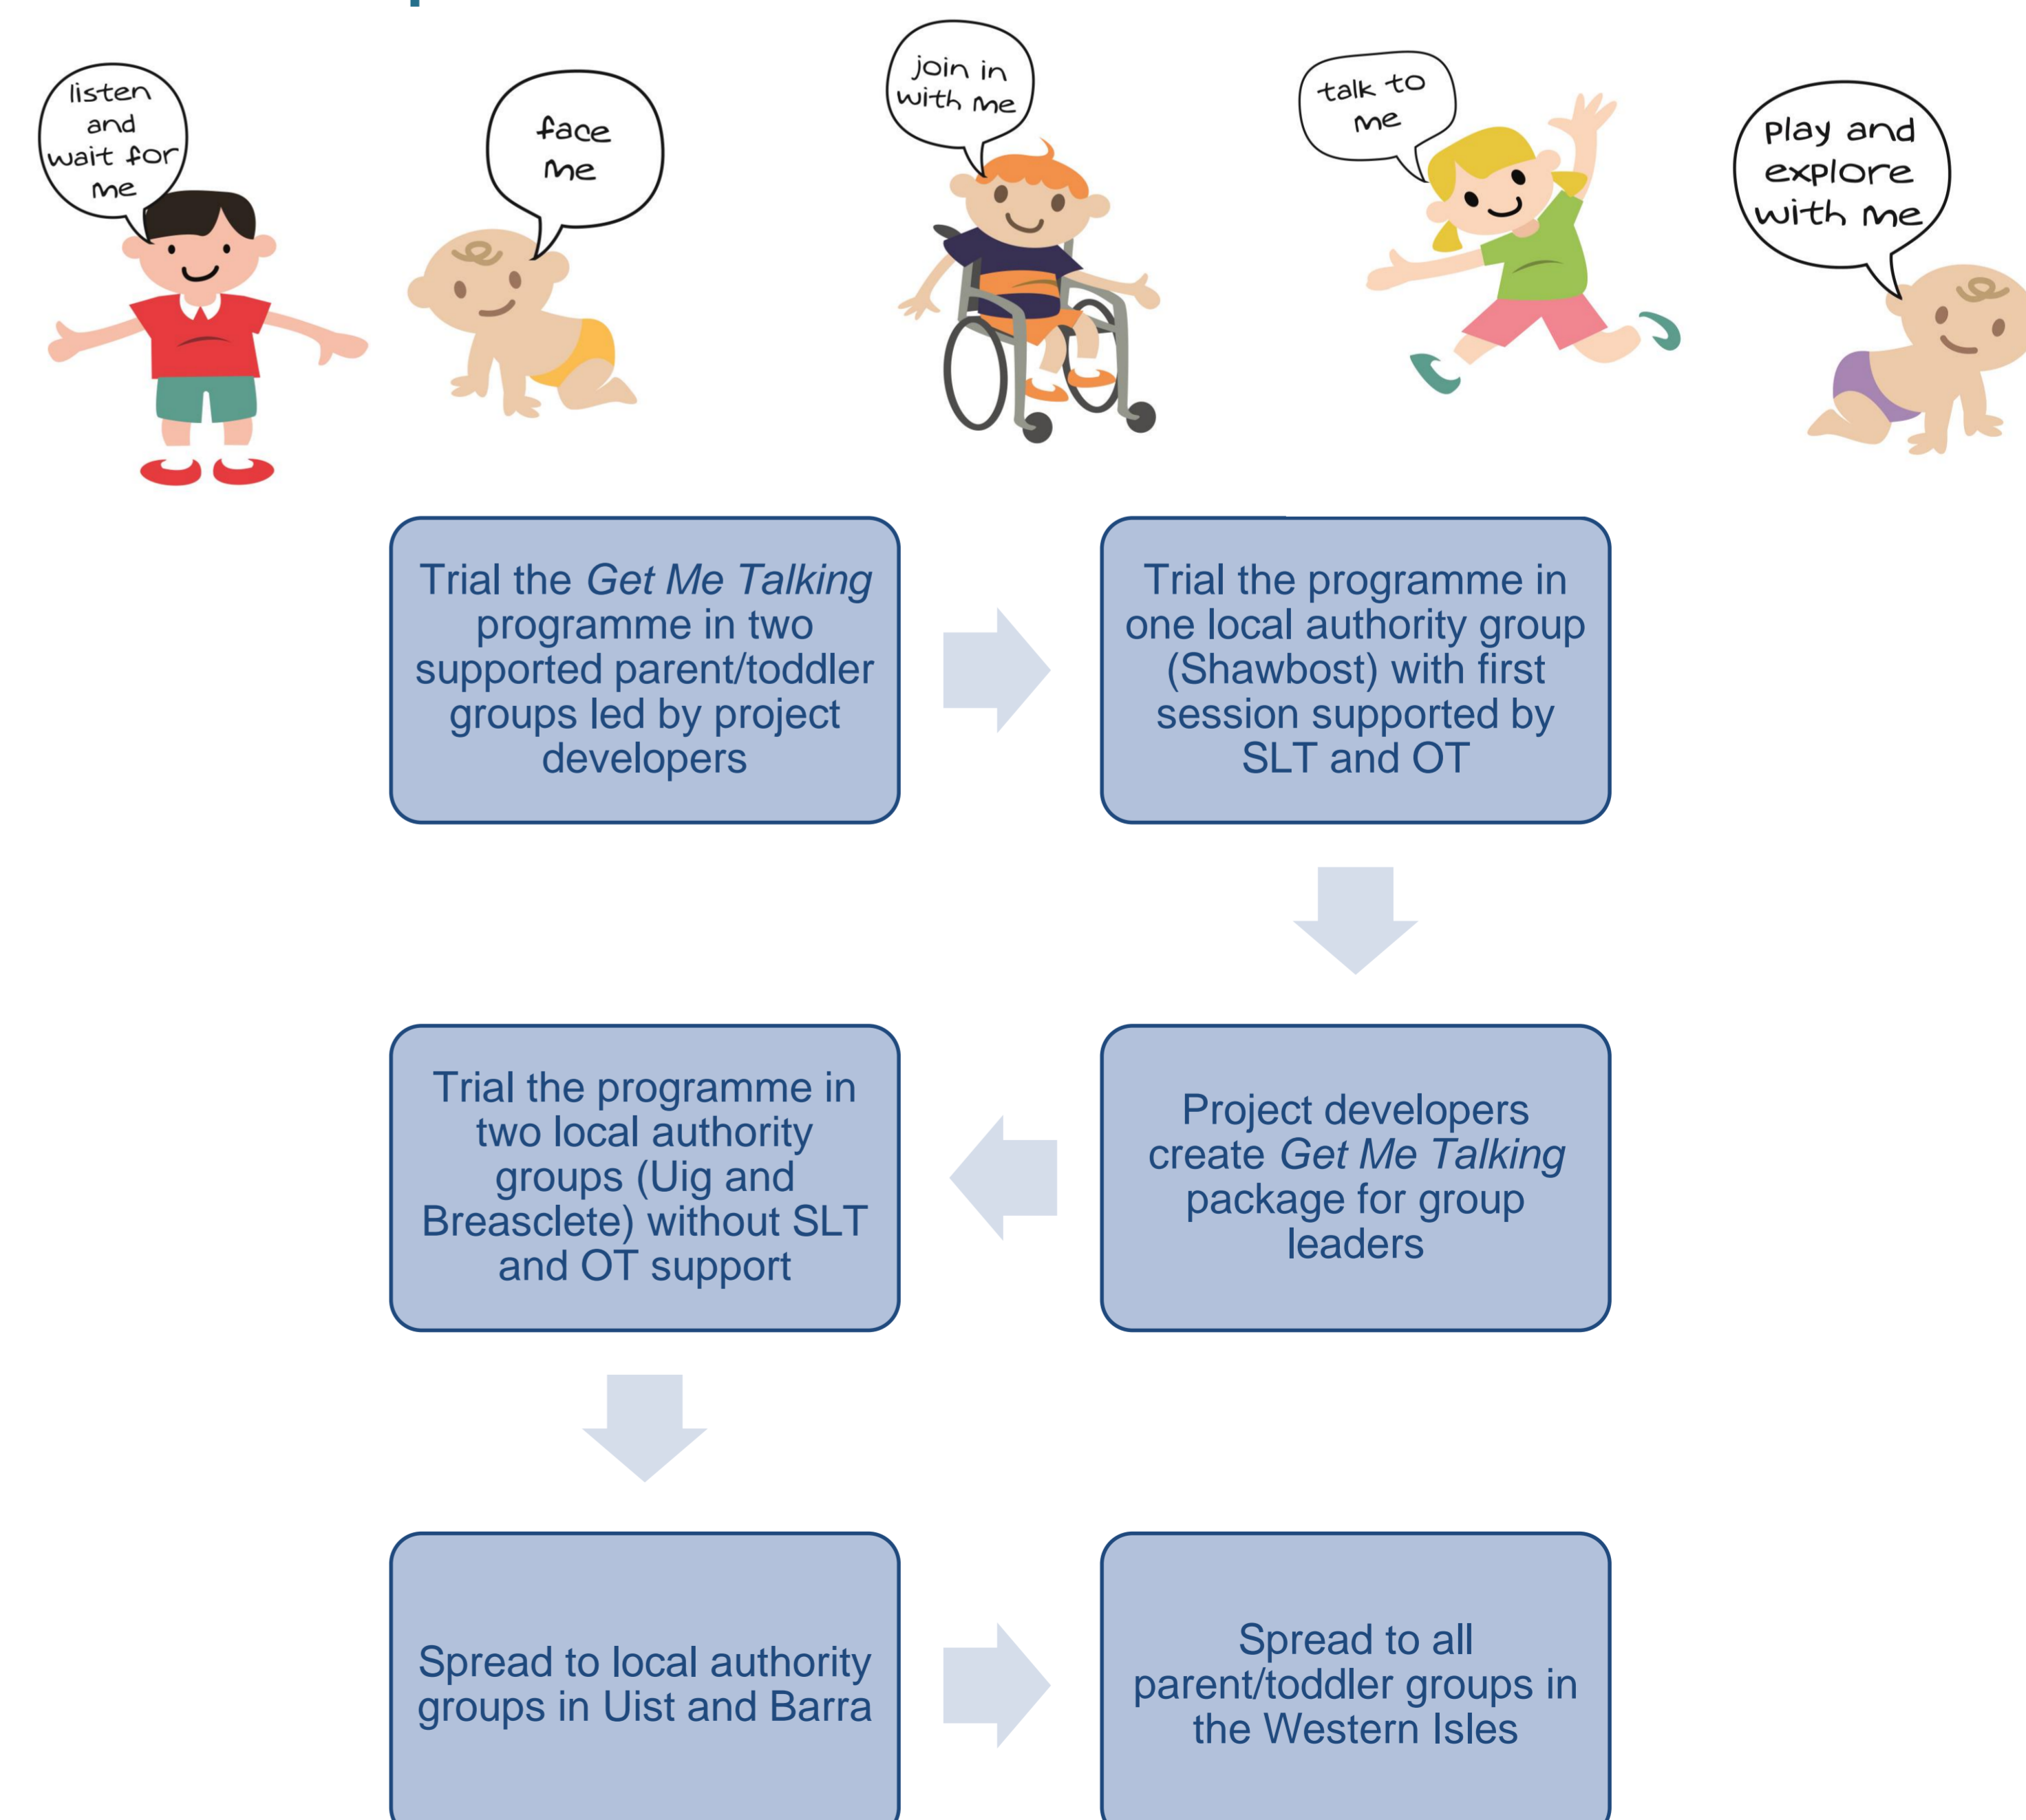 listen
and
wait for
me
face
me
join in
with me
talk to
me
Play and
explore
with me
Trial the Get Me Talking
programme in two
supported parent/toddler
groups led by project
developers
Trial the programme in
one local authority group
(Shawbost) with first
session supported by
SLT and OT
Project developers
create Get Me Talking
package for group
leaders
Trial the programme in
two local authority
groups (Uig and
Breasclete) without SLT
and OT support
Spread to local authority
groups in Uist and Barra
Spread to all
parent/toddler groups in
the Western Isles